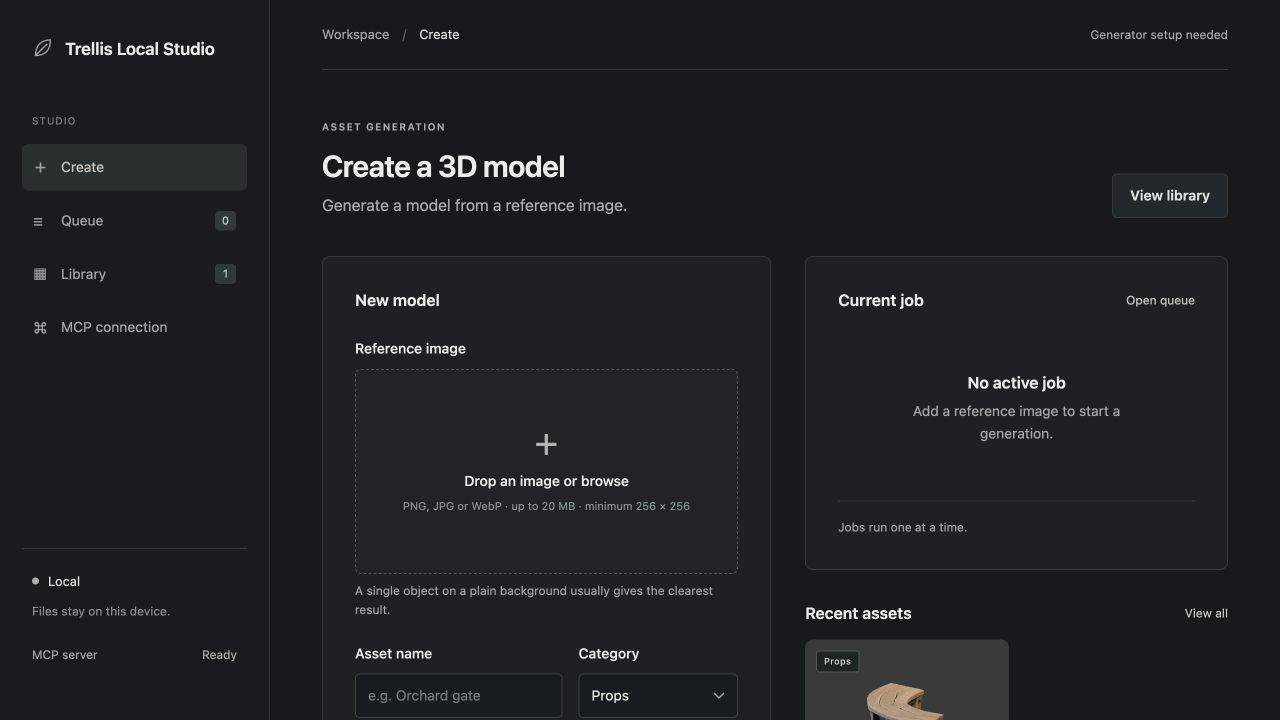 Trellis Local Studio
STUDIO
Create
Queue 0
Library 1
MCP connection
Local
Files stay on this device.
MCP server Ready
Workspace / Create
Generator setup needed
ASSET GENERATION
Create a 3D model
Generate a model from a reference image.
View library
New model
Reference image
Drop an image or browse
PNG, JPG or WebP · up to 20 MB · minimum 256 × 256
A single object on a plain background usually gives the clearest
result.
Asset name
e.g. Orchard gate
Category
Props
Current job
Open queue
No active job
Add a reference image to start a
generation.
Jobs run one at a time.
Recent assets
View all
Props